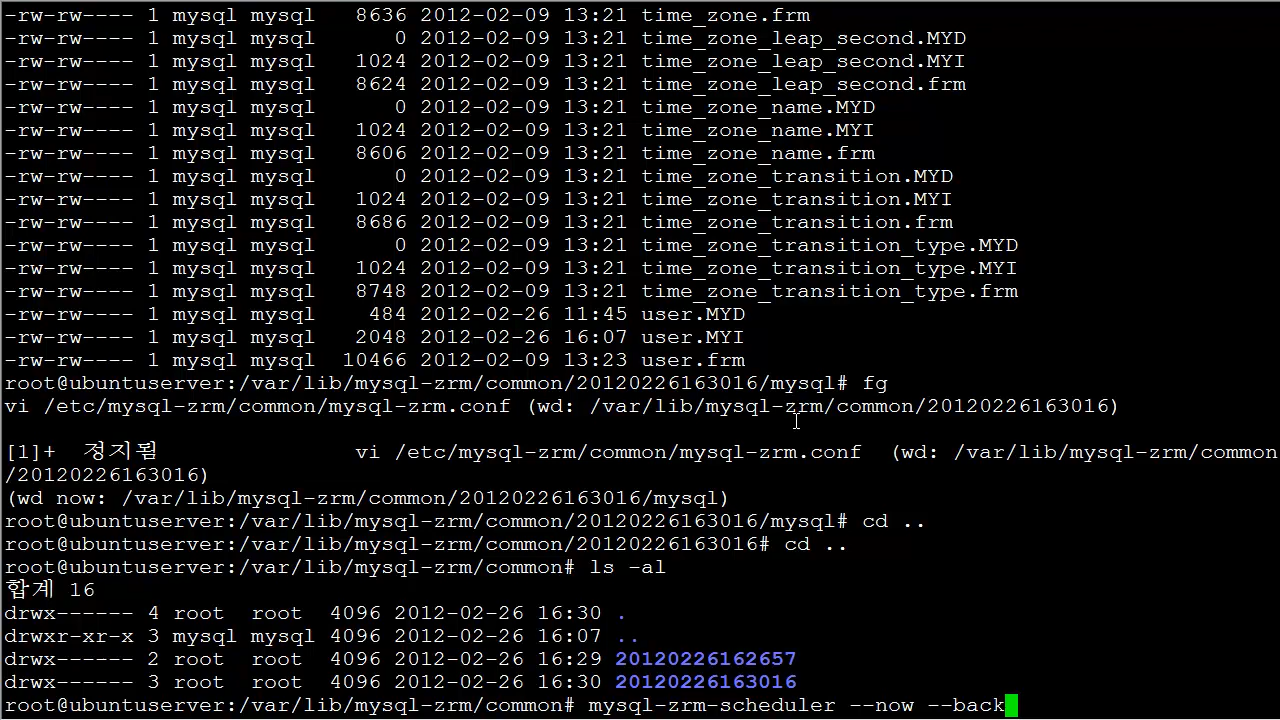 -rw-rw---- 1 mysql mysql 8636 2012-02-09 13:21 time_zone.frm
-rw-rw---- 1 mysql mysql 0 2012-02-09 13:21 time_zone_leap_second.MYD
-rw-rw---- 1 mysql mysql 1024 2012-02-09 13:21 time_zone_leap_second.MYI
-rw-rw---- 1 mysql mysql 8624 2012-02-09 13:21 time_zone_leap_second.frm
-rw-rw---- 1 mysql mysql 0 2012-02-09 13:21 time_zone_name.MYD
-rw-rw---- 1 mysql mysql 1024 2012-02-09 13:21 time_zone_name.MYI
-rw-rw---- 1 mysql mysql 8606 2012-02-09 13:21 time_zone_name.frm
-rw-rw---- 1 mysql mysql 0 2012-02-09 13:21 time_zone_transition.MYD
-rw-rw---- 1 mysql mysql 1024 2012-02-09 13:21 time_zone_transition.MYI
-rw-rw---- 1 mysql mysql 8686 2012-02-09 13:21 time_zone_transition.frm
-rw-rw---- 1 mysql mysql 0 2012-02-09 13:21 time_zone_transition_type.MYD
-rw-rw---- 1 mysql mysql 1024 2012-02-09 13:21 time_zone_transition_type.MYI
-rw-rw---- 1 mysql mysql 8748 2012-02-09 13:21 time_zone_transition_type.frm
-rw-rw---- 1 mysql mysql 484 2012-02-26 11:45 user.MYD
-rw-rw---- 1 mysql mysql 2048 2012-02-26 16:07 user.MYI
-rw-rw---- 1 mysql mysql 10466 2012-02-09 13:23 user.frm
root@ubuntuserver:/var/lib/mysql-zrm/common/20120226163016/mysql# fg
vi /etc/mysql-zrm/common/mysql-zrm.conf (wd: /var/lib/mysql-zrm/common/20120226163016)
[1]+ 정지됨 vi /etc/mysql-zrm/common/mysql-zrm.conf (wd: /var/lib/mysql-zrm/common
/20120226163016)
(wd now: /var/lib/mysql-zrm/common/20120226163016/mysql)
root@ubuntuserver:/var/lib/mysql-zrm/common/20120226163016/mysql# cd ..
root@ubuntuserver:/var/lib/mysql-zrm/common/20120226163016# cd ..
root@ubuntuserver:/var/lib/mysql-zrm/common# ls -al
합계 16
drwx------ 4 root root 4096 2012-02-26 16:30 .
drwxr-xr-x 3 mysql mysql 4096 2012-02-26 16:07 ..
drwx------ 2 root root 4096 2012-02-26 16:29 20120226162657
drwx------ 3 root root 4096 2012-02-26 16:30 20120226163016
root@ubuntuserver:/var/lib/mysql-zrm/common# mysql-zrm-scheduler --now --back